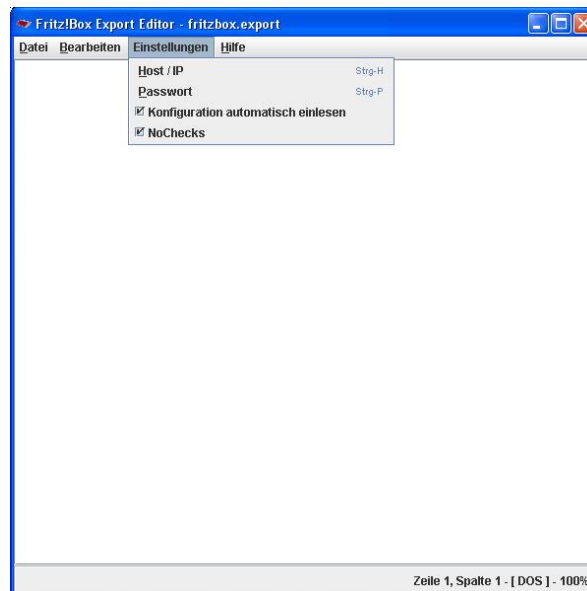 Fritz!Box Export Editor - fritzbox.export
Datei Bearbeiten Einstellungen Hilfe
Host / IP Strg-H
Passwort Strg-P
Konfiguration automatisch einlesen
NoChecks
Zeile 1, Spalte 1 - [ DOS ] - 100%